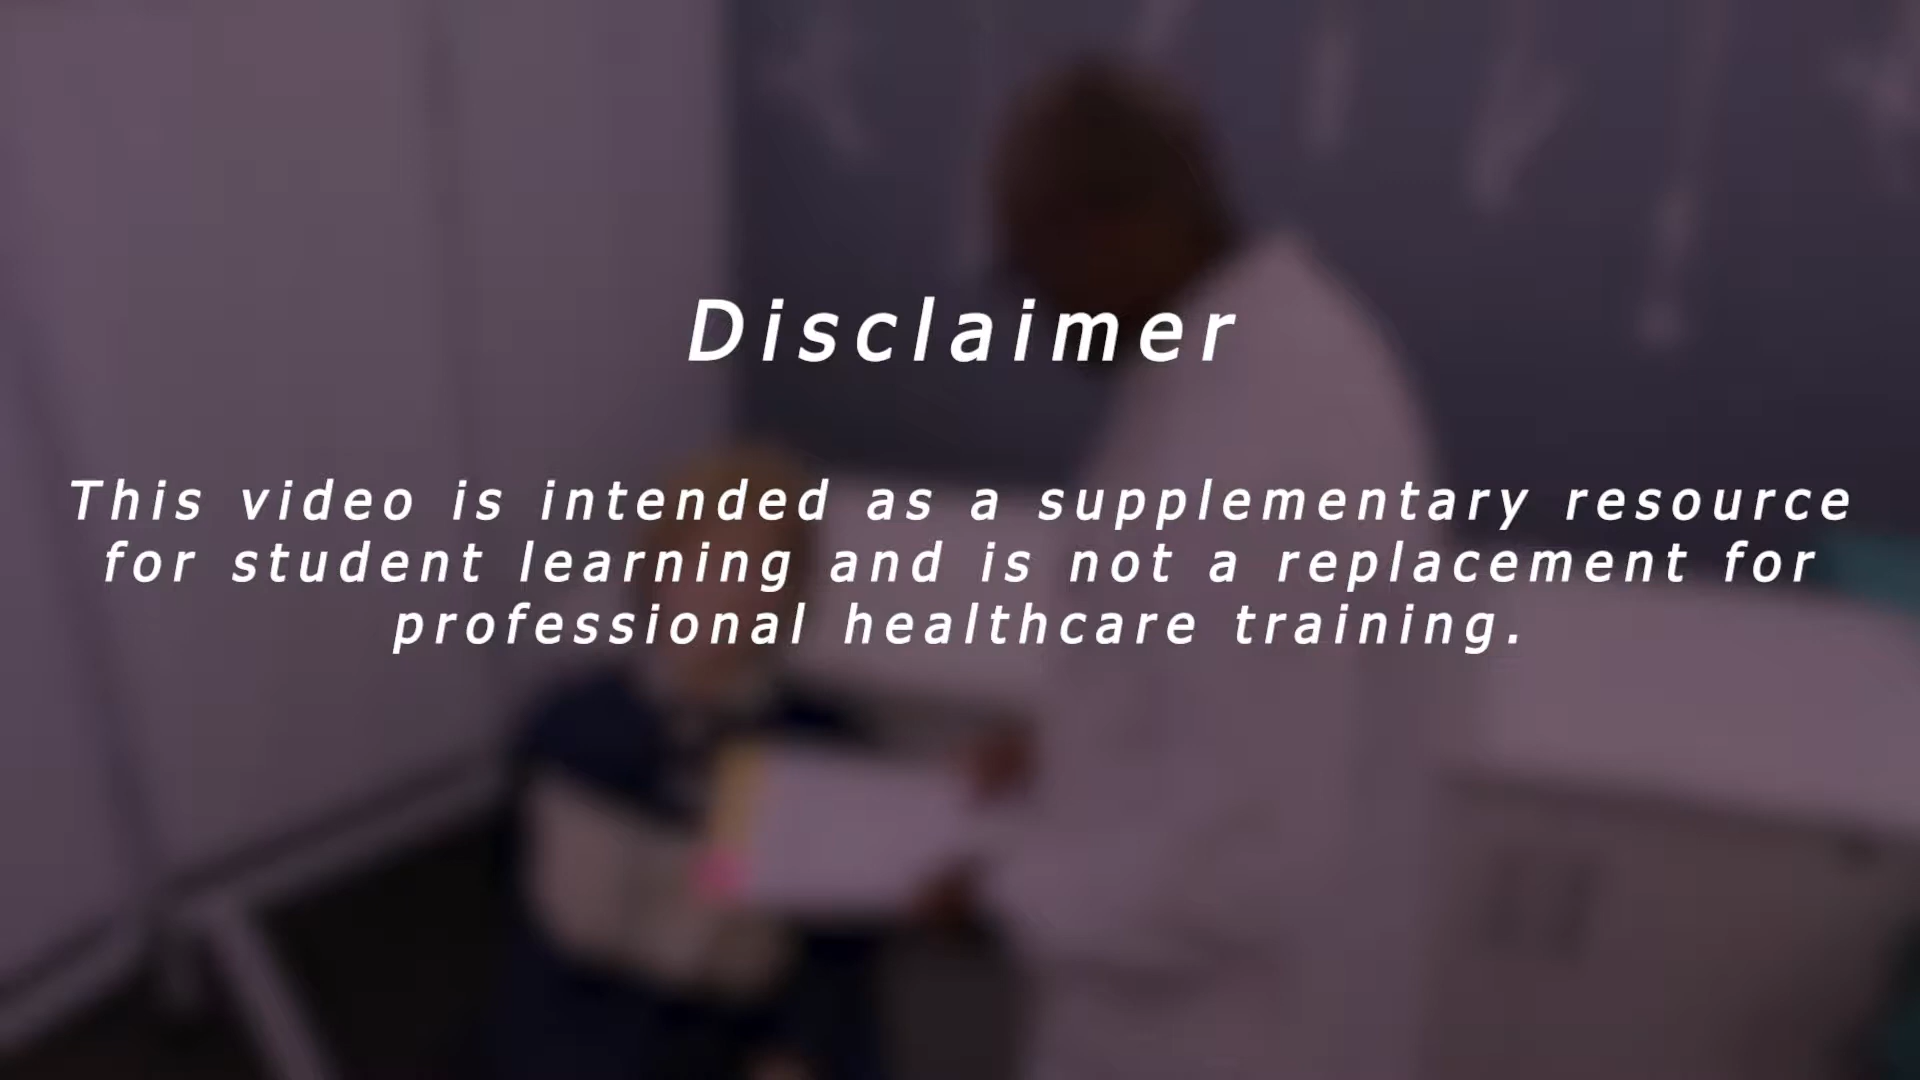 Disclaimer
This video is intended as a supplementary resource
for student learning and is not a replacement for
professional healthcare training.